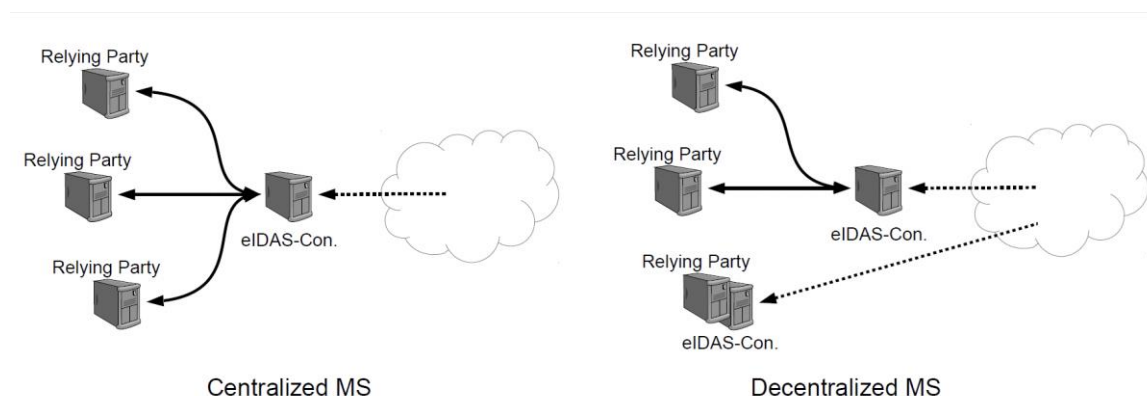 Relying Party
Relying Party
eIDAS-Con.
Relying Party
Centralized MS
Relying Party
Relying Party
eIDAS-Con.
Relying Party
eIDAS-Con.
Decentralized MS